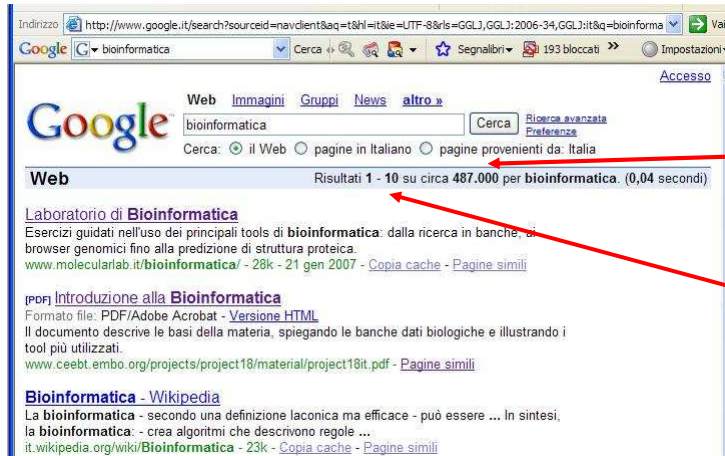 Indirizzo http://www.google.it/search?sourceid=navclient&aq=t&hl=it&ie=UTF-8&rls=GGLJ,GGLJ:2006-34,GGLJ:it&q=bioinforma Vai
Google G bioinformatica Cerca Segnalibri 193 bloccati » Impostazioni
Accesso
Google
Web Immagini Gruppi News altro »
bioinformatica Cerca Ricerca avanzata
Preferenze
Cerca: il Web pagine in Italiano pagine provenienti da: Italia
Web Risultati 1 - 10 su circa 487.000 per bioinformatica. (0,04 secondi)
Laboratorio di Bioinformatica
Esercizi guidati nell'uso dei principali tools di bioinformatica: dalla ricerca in banche, ai
browser genomici fino alla predizione di struttura proteica.
www.molecularlab.it/bioinformatica/ - 28k - 21 gen 2007 - Copia cache - Pagine simili
[PDF] Introduzione alla Bioinformatica
Formato file: PDF/Adobe Acrobat - Versione HTML
Il documento descrive le basi della materia, spiegando le banche dati biologiche e illustrando i
tool più utilizzati.
www.ceebt.embo.org/projects/project18/material/project18it.pdf - Pagine simili
Bioinformatica - Wikipedia
La bioinformatica - secondo una definizione laconica ma efficace - può essere ... In sintesi,
la bioinformatica: - crea algoritmi che descrivono regole ...
it.wikipedia.org/wiki/Bioinformatica - 23k - Copia cache - Pagine simili